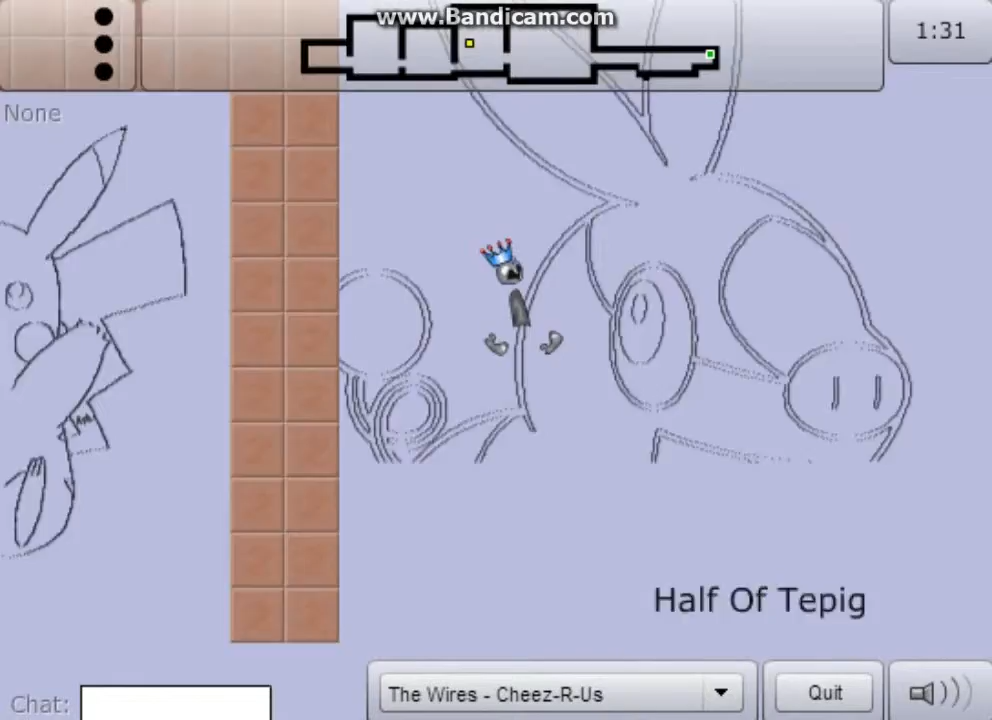 www.Bandicam.com
1:31
None
Half Of Tepig
Chat:
The Wires - Cheez-R-Us
Quit